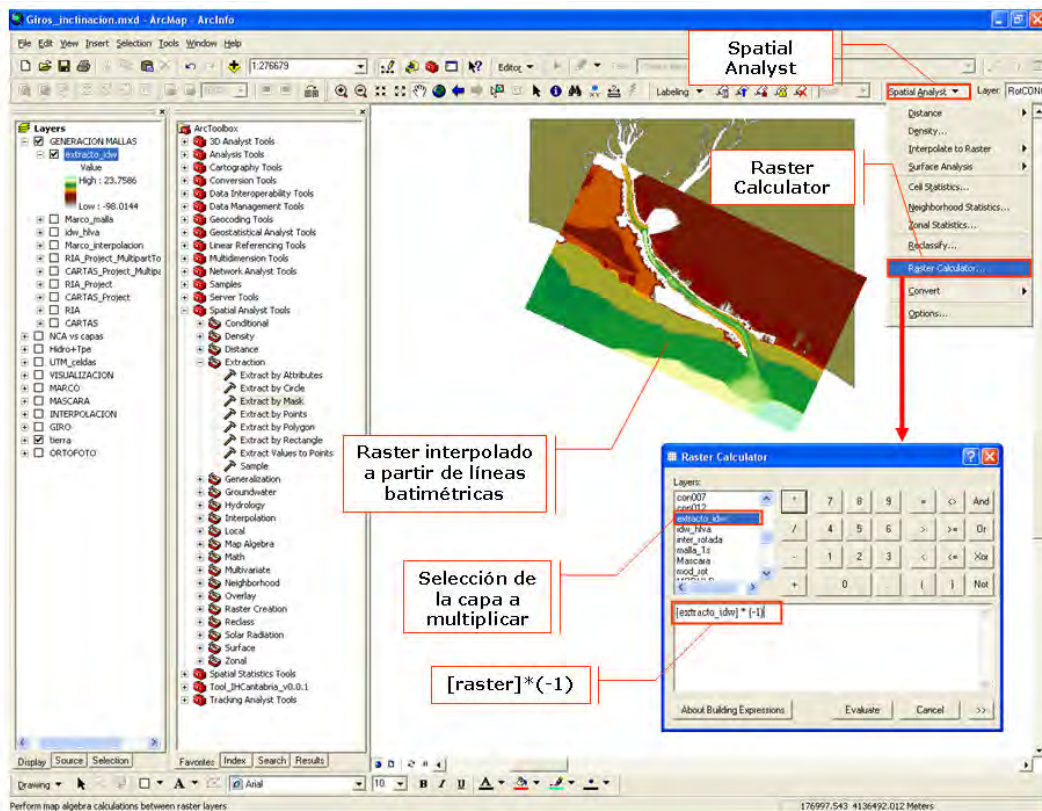 Giros_inclinacion.mxd - ArcMap - ArcInfo
File Edit View Insert Selection Tools Window Help
1:276679
Editor
Labeling
Spatial Analyst
Layer:
Spatial
Analyst
Layers
GENERACION MALLAS
extracto_idw
Value
High : 23.7586
Low : -98.0144
Marco_malla
idw_hlva
Marco_interpolacion
RIA_Project_MultipartTo
CARTAS_Project_Multipa
RIA_Project
CARTAS_Project
RIA
CARTAS
NCA vs capas
Hidro+Tpe
UTM_celdas
VISUALIZACION
MARCO
MASCARA
INTERPOLACION
GIRO
tierra
ORTOFOTO
Display Source Selection
ArcToolbox
3D Analyst Tools
Analysis Tools
Cartography Tools
Conversion Tools
Data Interoperability Tools
Data Management Tools
Geocoding Tools
Geostatistical Analyst Tools
Linear Referencing Tools
Multidimension Tools
Network Analyst Tools
Samples
Server Tools
Spatial Analyst Tools
Conditional
Density
Distance
Extraction
Extract by Attributes
Extract by Circle
Extract by Mask
Extract by Points
Extract by Polygon
Extract by Rectangle
Extract Values to Points
Sample
Generalization
Groundwater
Hydrology
Interpolation
Local
Map Algebra
Math
Multivariate
Neighborhood
Overlay
Raster Creation
Reclass
Solar Radiation
Surface
Zonal
Spatial Statistics Tools
Tool_IHCantabria_v0.0.1
Tracking Analyst Tools
Favorites Index Search Results
Distance
Density...
Interpolate to Raster
Surface Analysis
Cell Statistics...
Neighborhood Statistics...
Zonal Statistics...
Reclassify...
Raster Calculator...
Convert
Options...
Raster
Calculator
Raster interpolado
a partir de líneas
batimétricas
Selección de
la capa a
multiplicar
[raster]*(-1)
Raster Calculator
Layers:
con007
con012
extracto_idw
idw_hlva
inter_rotada
malla_1s
Mascara
mod_rot
* 7 8 9 = <> And
/ 4 5 6 > >= Or
- 1 2 3 < <= Xor
+ 0 . ( ) Not
[extracto_idw] * (-1)
About Building Expressions Evaluate Cancel >>
Drawing A Arial 10 B I U A
Perform map algebra calculations between raster layers
176997.543 4136492.012 Meters